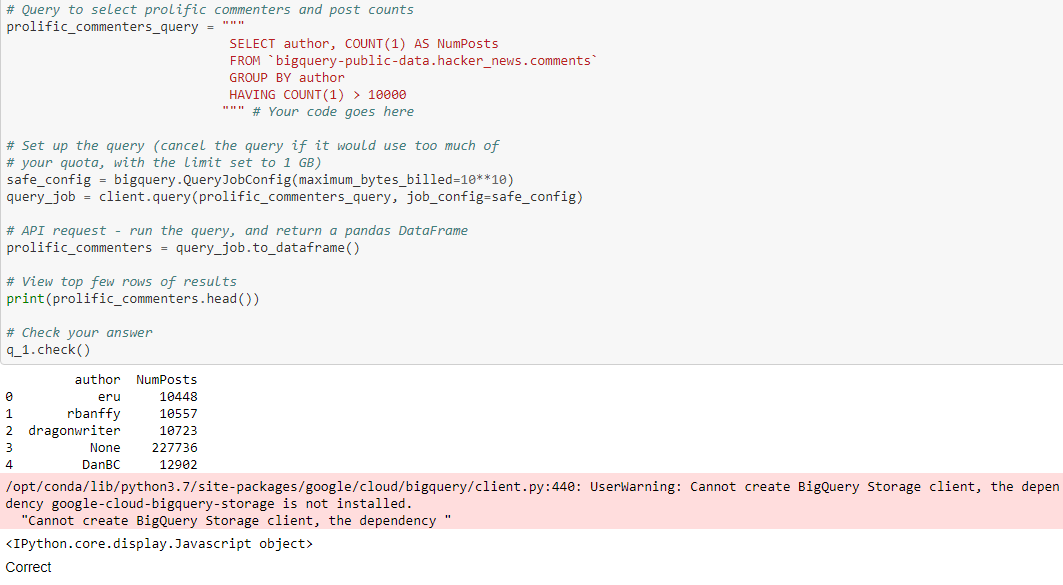 # Query to select prolific commenters and post counts
prolific_commenters_query = """
SELECT author, COUNT(1) AS NumPosts
FROM `bigquery-public-data.hacker_news.comments`
GROUP BY author
HAVING COUNT(1) > 10000
""" # Your code goes here
# Set up the query (cancel the query if it would use too much of
# your quota, with the limit set to 1 GB)
safe_config = bigquery.QueryJobConfig(maximum_bytes_billed=10**10)
query_job = client.query(prolific_commenters_query, job_config=safe_config)
# API request - run the query, and return a pandas DataFrame
prolific_commenters = query_job.to_dataframe()
# View top few rows of results
print(prolific_commenters.head())
# Check your answer
q_1.check()
author NumPosts
0 eru 10448
1 rbanffy 10557
2 dragonwriter 10723
3 None 227736
4 DanBC 12902
/opt/conda/lib/python3.7/site-packages/google/cloud/bigquery/client.py:440: UserWarning: Cannot create BigQuery Storage client, the depen
dency google-cloud-bigquery-storage is not installed.
"Cannot create BigQuery Storage client, the dependency "
<IPython.core.display.Javascript object>
Correct